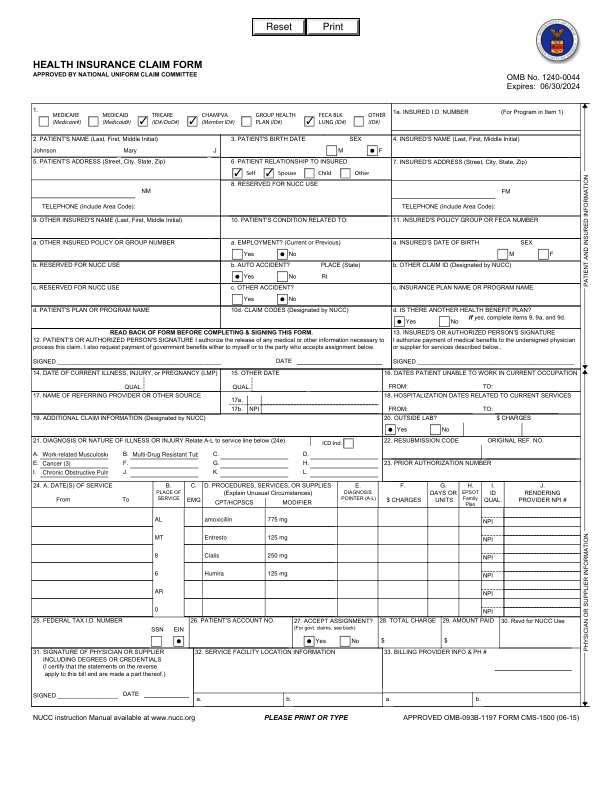 Reset Print
HEALTH INSURANCE CLAIM FORM
APPROVED BY NATIONAL UNIFORM CLAIM COMMITTEE
OMB No. 1240-0044
Expires: 06/30/2024
1.
MEDICARE MEDICAID TRICARE CHAMPVA GROUP HEALTH FECA BLK OTHER
(Medicare#) (Medicaid#) (ID#/DoD#) (Member ID#) PLAN (ID#) LUNG (ID#) (ID#)
1a. INSURED I.D. NUMBER (For Program in Item 1)
2. PATIENT'S NAME (Last, First, Middle Initial)
Johnson Mary J
3. PATIENT'S BIRTH DATE SEX
M F
4. INSURED'S NAME (Last, First, Middle Initial)
5. PATIENT'S ADDRESS (Street, City, State, Zip)
6. PATIENT RELATIONSHIP TO INSURED
Self Spouse Child Other
7. INSURED'S ADDRESS (Street, City, State, Zip)
NM
8. RESERVED FOR NUCC USE
FM
TELEPHONE (Include Area Code):
TELEPHONE (Include Area Code):
9. OTHER INSURED'S NAME (Last, First, Middle Initial)
10. PATIENT'S CONDITION RELATED TO:
11. INSURED'S POLICY GROUP OR FECA NUMBER
a. OTHER INSURED POLICY OR GROUP NUMBER
a. EMPLOYMENT? (Current or Previous)
Yes No
a. INSURED'S DATE OF BIRTH SEX
M F
b. RESERVED FOR NUCC USE
b. AUTO ACCIDENT? PLACE (State)
Yes No RI
b. OTHER CLAIM ID (Designated by NUCC)
c. RESERVED FOR NUCC USE
c. OTHER ACCIDENT?
Yes No
c. INSURANCE PLAN NAME OR PROGRAM NAME
d. PATIENT'S PLAN OR PROGRAM NAME
10d. CLAIM CODES (Designated by NUCC)
d. IS THERE ANOTHER HEALTH BENEFIT PLAN?
Yes No If yes, complete items 9, 9a, and 9d.
READ BACK OF FORM BEFORE COMPLETING & SIGNING THIS FORM.
12. PATIENT'S OR AUTHORIZED PERSON'S SIGNATURE I authorize the release of any medical or other information necessary to
process this claim. I also request payment of government benefits either to myself or to the party who accepts assignment below.
SIGNED DATE
13. INSURED'S OR AUTHORIZED PERSON'S SIGNATURE
I authorize payment of medical benefits to the undersigned physician
or supplier for services described below..
SIGNED
PATIENT AND INSURED INFORMATION
14. DATE OF CURRENT ILLNESS, INJURY, or PREGNANCY (LMP)
QUAL.
15. OTHER DATE
QUAL.
16. DATES PATIENT UNABLE TO WORK IN CURRENT OCCUPATION
FROM: TO:
17. NAME OF REFERRING PROVIDER OR OTHER SOURCE
17a.
17b. NPI
18. HOSPITALIZATION DATES RELATED TO CURRENT SERVICES
FROM: TO:
19. ADDITIONAL CLAIM INFORMATION (Designated by NUCC)
20. OUTSIDE LAB? $ CHARGES
Yes No
21. DIAGNOSIS OR NATURE OF ILLNESS OR INJURY Relate A-L to service line below (24e) ICD Ind.
A. Work-related Musculosk B. Multi-Drug Resistant Tub C. D.
E. Cancer (3) F. G. H.
I. Chronic Obstructive Pulm J. K. L.
22. RESUBMISSION CODE ORIGINAL REF. NO.
23. PRIOR AUTHORIZATION NUMBER
24. A. DATE(S) OF SERVICE
From To
B.
PLACE OF
SERVICE
C.
EMG
D. PROCEDURES, SERVICES, OR SUPPLIES
(Explain Unusual Circumstances)
CPT/HCPSCS MODIFIER
E.
DIAGNOSIS
POINTER (A-L)
F.
$ CHARGES
G.
DAYS OR
UNITS
H.
EPSOT
Family
Plan
I.
ID
QUAL.
J.
RENDERING
PROVIDER NPI #
AL amoxicillin 775 mg NPI
MT Entresto 125 mg NPI
8 Cialis 250 mg NPI
6 Humira 125 mg NPI
AR NPI
0 NPI
25. FEDERAL TAX I.D. NUMBER
SSN EIN
26. PATIENT'S ACCOUNT NO.
27. ACCEPT ASSIGNMENT?
(For govt. claims, see back)
Yes No
28. TOTAL CHARGE
$
29. AMOUNT PAID
$
30. Rsvd for NUCC Use
31. SIGNATURE OF PHYSICIAN OR SUPPLIER
INCLUDING DEGREES OR CREDENTIALS
(I certify that the statements on the reverse
apply to this bill and are made a part thereof.)
SIGNED DATE
32. SERVICE FACILITY LOCATION INFORMATION
a. b.
33. BILLING PROVIDER INFO & PH #
a. b.
PHYSICIAN OR SUPPLIER INFORMATION
NUCC instruction Manual available at www.nucc.org
PLEASE PRINT OR TYPE
APPROVED OMB-093B-1197 FORM CMS-1500 (06-15)